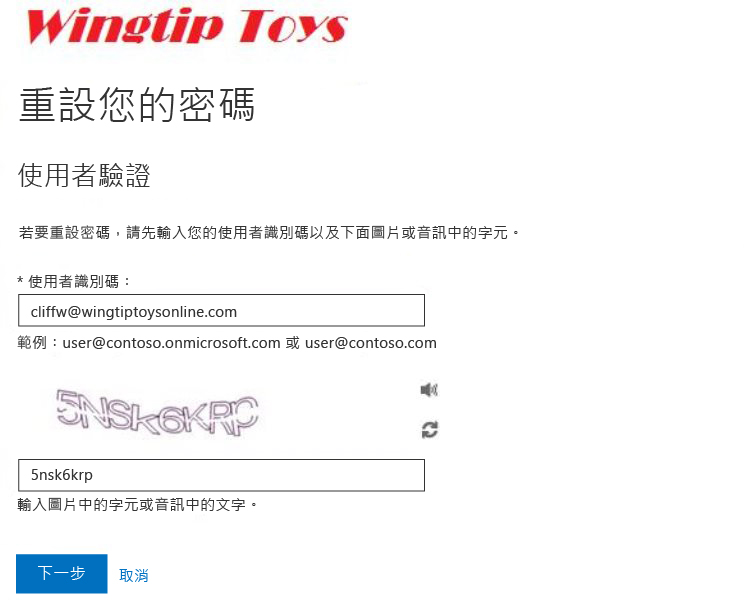 Wingtip Toys
重設您的密碼
使用者驗證
若要重設密碼，請先輸入您的使用者識別碼以及下面圖片或音訊中的字元。
* 使用者識別碼：
cliffw@wingtiptoysonline.com
範例：user@contoso.onmicrosoft.com 或 user@contoso.com
5NSk6KRP
5nsk6krp
輸入圖片中的字元或音訊中的文字。
下一步 取消